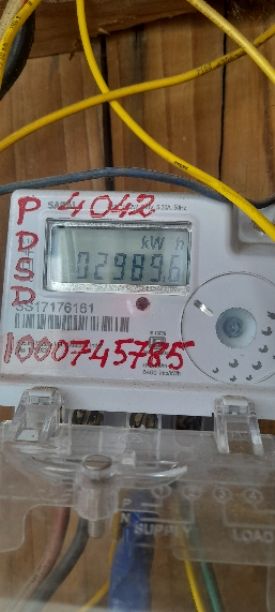 P 4042
D
S
D
kW h
02989.6
SS17176181
1000745785
SUPPLY
LOAD